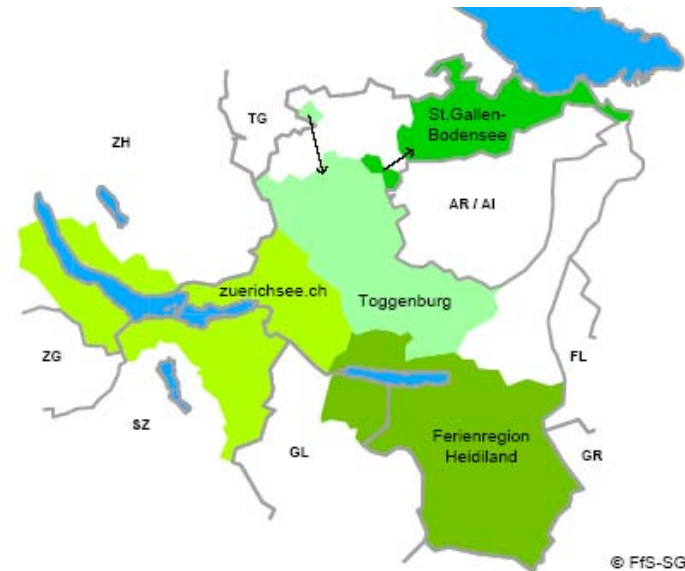 TG
St.Gallen-
Bodensee
ZH
AR / AI
zuerichsee.ch
Toggenburg
ZG
FL
SZ
Ferienregion
Heidiland
GL
GR
© FfS-SG